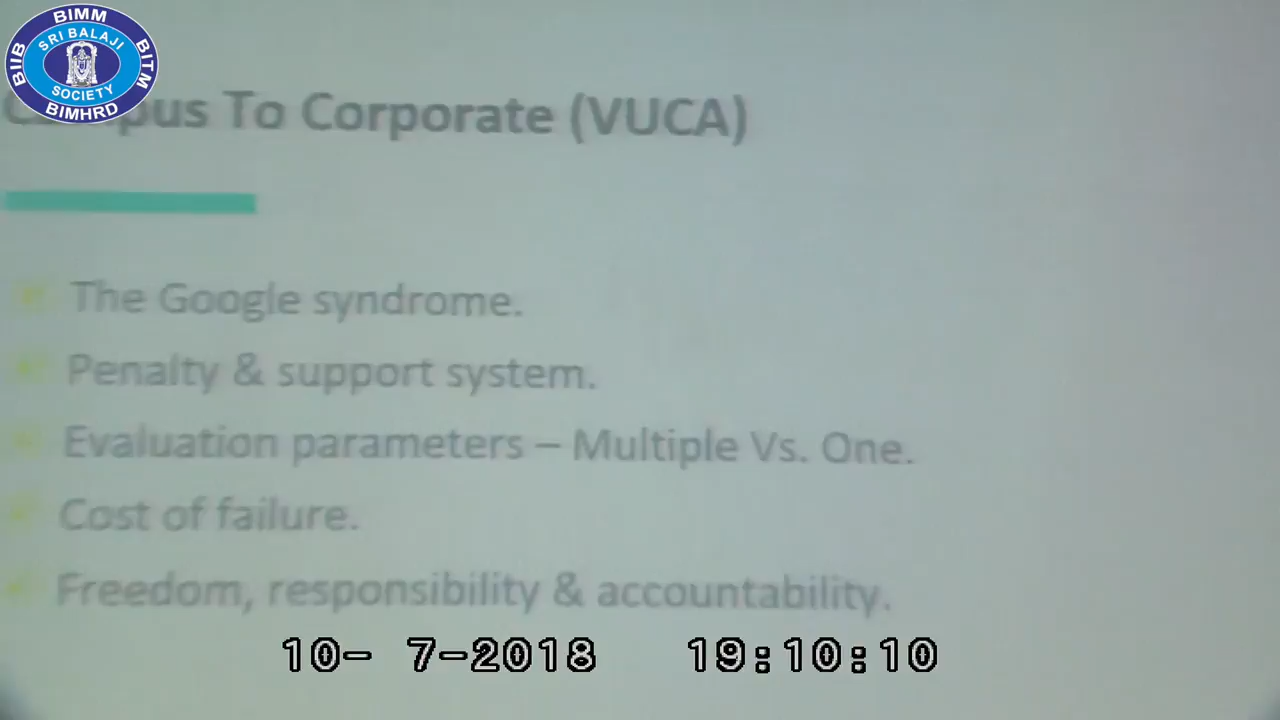 BIMM
SRI BALAJI
BIIB
BITM
SOCIETY
BIMHRD
Campus To Corporate (VUCA)
The Google syndrome.
Penalty & support system.
Evaluation parameters – Multiple Vs. One.
Cost of failure.
Freedom, responsibility & accountability.
10- 7-2018 19:10:10